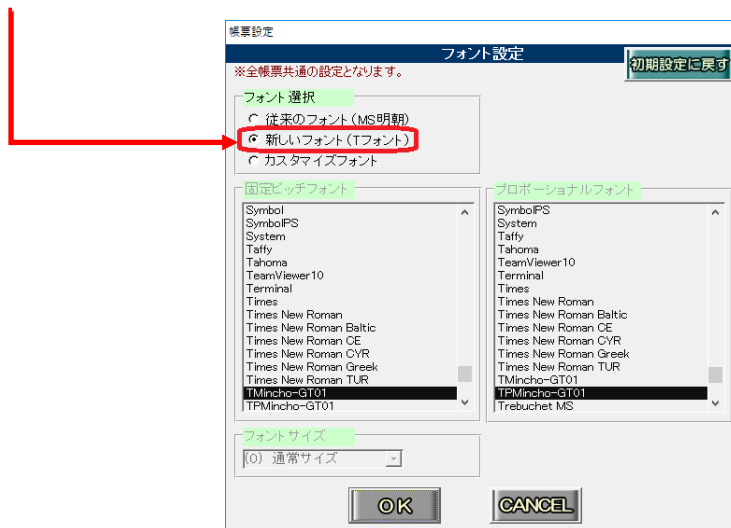 帳票設定
フォント設定
初期設定に戻す
※全帳票共通の設定となります。
フォント選択
従来のフォント(MS明朝)
新しいフォント(Tフォント)
カスタマイズフォント
固定ピッチフォント
Symbol
SymbolPS
System
Taffy
Tahoma
TeamViewer10
Terminal
Times
Times New Roman
Times New Roman Baltic
Times New Roman CE
Times New Roman CYR
Times New Roman Greek
Times New Roman TUR
TMincho-GT01
TPMincho-GT01
プロポーショナルフォント
SymbolPS
System
Taffy
Tahoma
TeamViewer10
Terminal
Times
Times New Roman
Times New Roman Baltic
Times New Roman CE
Times New Roman CYR
Times New Roman Greek
Times New Roman TUR
TMincho-GT01
TPMincho-GT01
Trebuchet MS
フォントサイズ
(0) 通常サイズ
OK
CANCEL